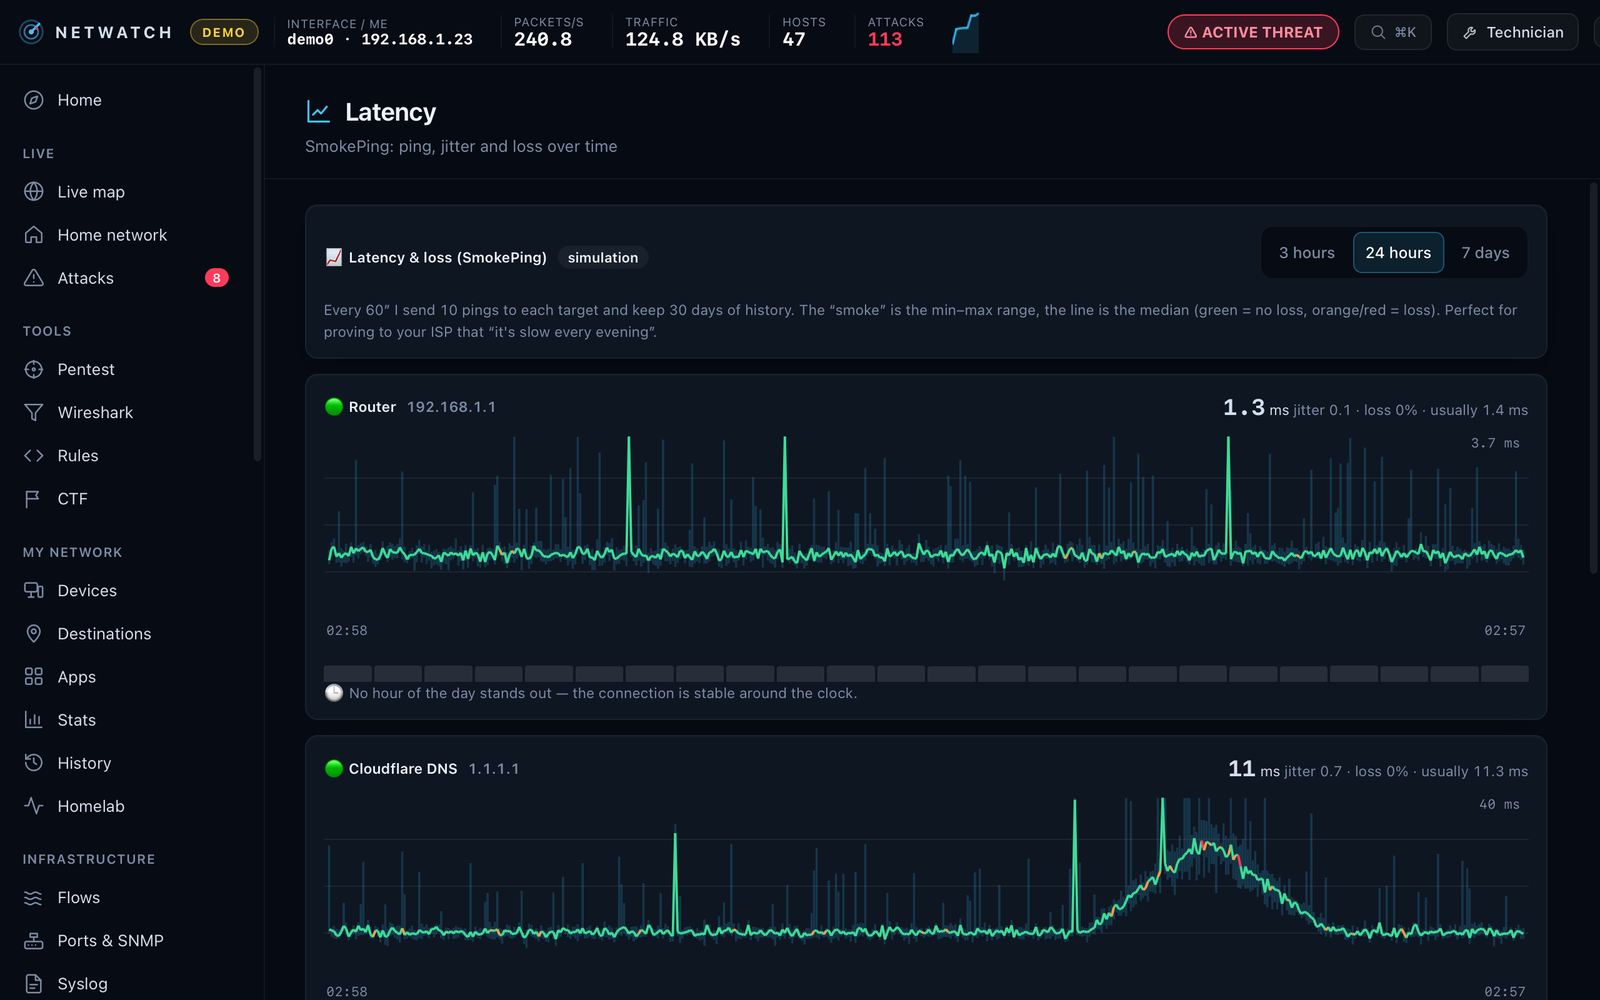 NETWATCH
DEMO
INTERFACE / ME
demo0 · 192.168.1.23
PACKETS/S
240.8
TRAFFIC
124.8 KB/s
HOSTS
47
ATTACKS
113
ACTIVE THREAT
⌘K
Technician
Home
LIVE
Live map
Home network
Attacks
8
TOOLS
Pentest
Wireshark
Rules
CTF
MY NETWORK
Devices
Destinations
Apps
Stats
History
Homelab
INFRASTRUCTURE
Flows
Ports & SNMP
Syslog
Latency
SmokePing: ping, jitter and loss over time
Latency & loss (SmokePing)
simulation
3 hours
24 hours
7 days
Every 60″ I send 10 pings to each target and keep 30 days of history. The “smoke” is the min–max range, the line is the median (green = no loss, orange/red = loss). Perfect for
proving to your ISP that “it's slow every evening”.
Router 192.168.1.1
1.3 ms jitter 0.1 · loss 0% · usually 1.4 ms
3.7 ms
02:58
02:57
No hour of the day stands out — the connection is stable around the clock.
Cloudflare DNS 1.1.1.1
11 ms jitter 0.7 · loss 0% · usually 11.3 ms
40 ms
02:58
02:57